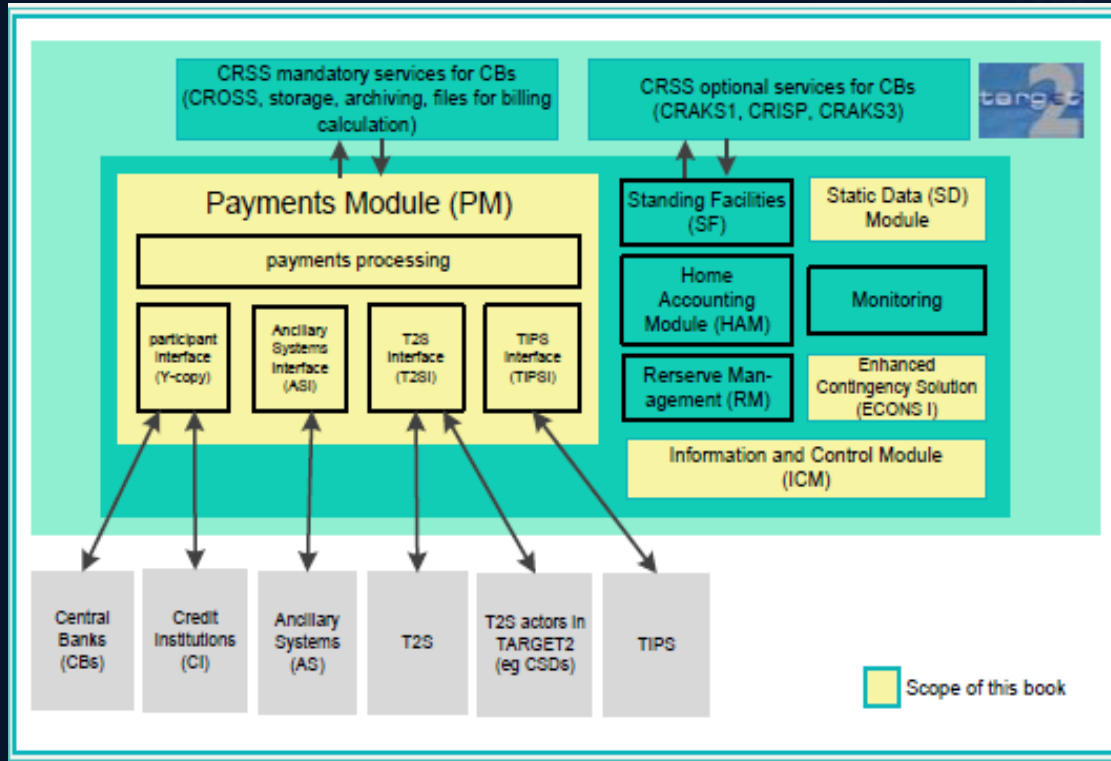 CRSS mandatory services for CBs
(CROSS, storage, archiving, files for billing
calculation)
CRSS optional services for CBs
(CRAKS1, CRISP, CRAKS3)
target
2
Payments Module (PM)
payments processing
participant
interface
(Y-copy)
Ancillary
Systems
Interface
(ASI)
T2S
Interface
(T2SI)
TIPS
Interface
(TIPSI)
Standing Facilities
(SF)
Static Data (SD)
Module
Home
Accounting
Module (HAM)
Monitoring
Rerserve Man-
agement (RM)
Enhanced
Contingency Solution
(ECONS I)
Information and Control Module
(ICM)
Central
Banks
(CBs)
Credit
Institutions
(CI)
Ancillary
Systems
(AS)
T2S
T2S actors in
TARGET2
(eg CSDs)
TIPS
Scope of this book